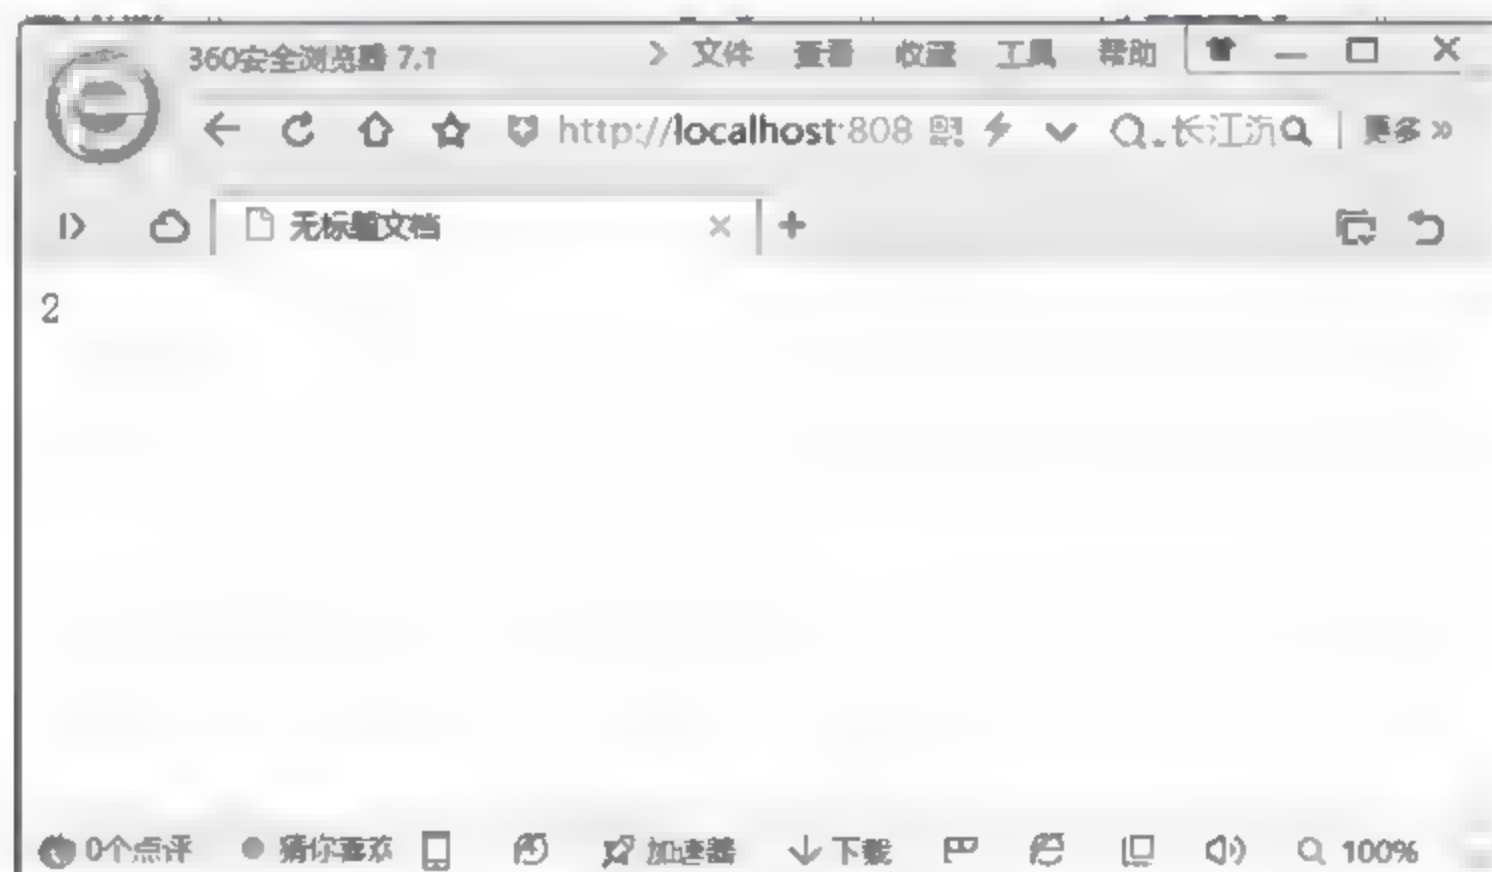 360安全浏览器 7.1 文件 查看 收藏 工具 帮助
http://localhost:808 长江 更多 »
无标题文档
2
0个点评 猜你喜欢 加速器 下载 100%